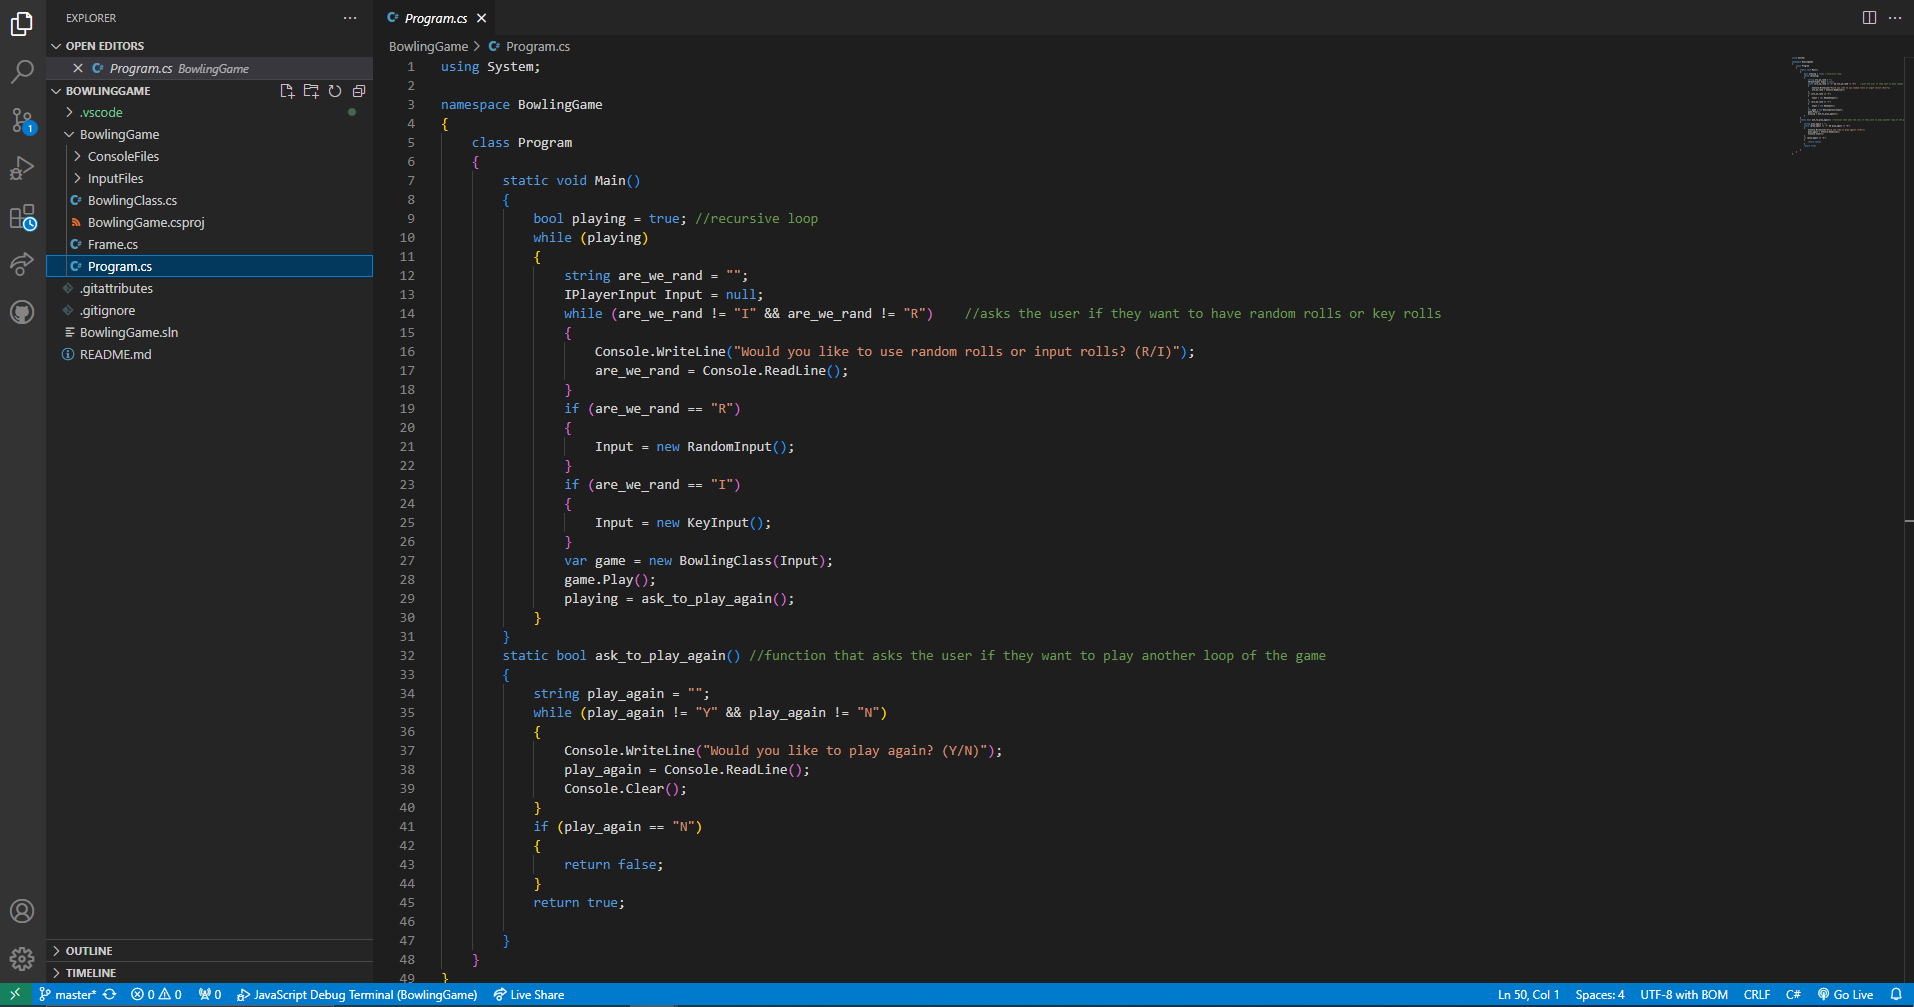 EXPLORER
OPEN EDITORS
Program.cs BowlingGame
BOWLINGGAME
.vscode
BowlingGame
ConsoleFiles
InputFiles
BowlingClass.cs
BowlingGame.csproj
Frame.cs
Program.cs
.gitattributes
.gitignore
BowlingGame.sln
README.md
OUTLINE
TIMELINE
1
Program.cs
BowlingGame > Program.cs
1 using System;
2
3 namespace BowlingGame
4 {
5 class Program
6 {
7 static void Main()
8 {
9 bool playing = true; //recursive loop
10 while (playing)
11 {
12 string are_we_rand = "";
13 IPlayerInput Input = null;
14 while (are_we_rand != "I" && are_we_rand != "R") //asks the user if they want to have random rolls or key rolls
15 {
16 Console.WriteLine("Would you like to use random rolls or input rolls? (R/I)");
17 are_we_rand = Console.ReadLine();
18 }
19 if (are_we_rand == "R")
20 {
21 Input = new RandomInput();
22 }
23 if (are_we_rand == "I")
24 {
25 Input = new KeyInput();
26 }
27 var game = new BowlingClass(Input);
28 game.Play();
29 playing = ask_to_play_again();
30 }
31 }
32 static bool ask_to_play_again() //function that asks the user if they want to play another loop of the game
33 {
34 string play_again = "";
35 while (play_again != "Y" && play_again != "N")
36 {
37 Console.WriteLine("Would you like to play again? (Y/N)");
38 play_again = Console.ReadLine();
39 Console.Clear();
40 }
41 if (play_again == "N")
42 {
43 return false;
44 }
45 return true;
46
47 }
48 }
49 }
master* 0 0 0 JavaScript Debug Terminal (BowlingGame) Live Share Ln 50, Col 1 Spaces: 4 UTF-8 with BOM CRLF C# Go Live